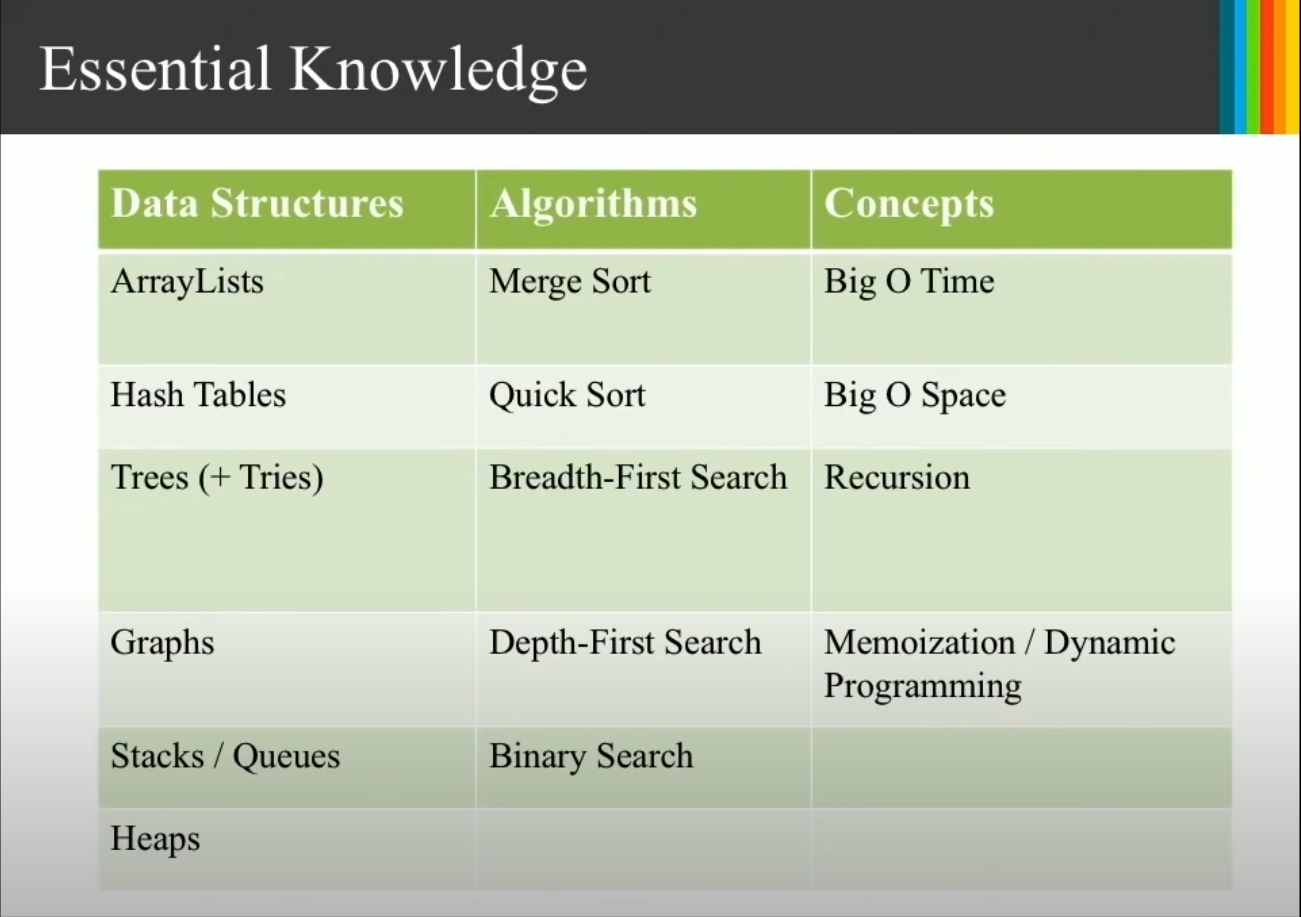 Essential Knowledge
Data Structures
Algorithms
Concepts
ArrayLists
Merge Sort
Big O Time
Hash Tables
Quick Sort
Big O Space
Trees (+ Tries)
Breadth-First Search
Recursion
Graphs
Depth-First Search
Memoization / Dynamic
Programming
Stacks / Queues
Binary Search
Heaps